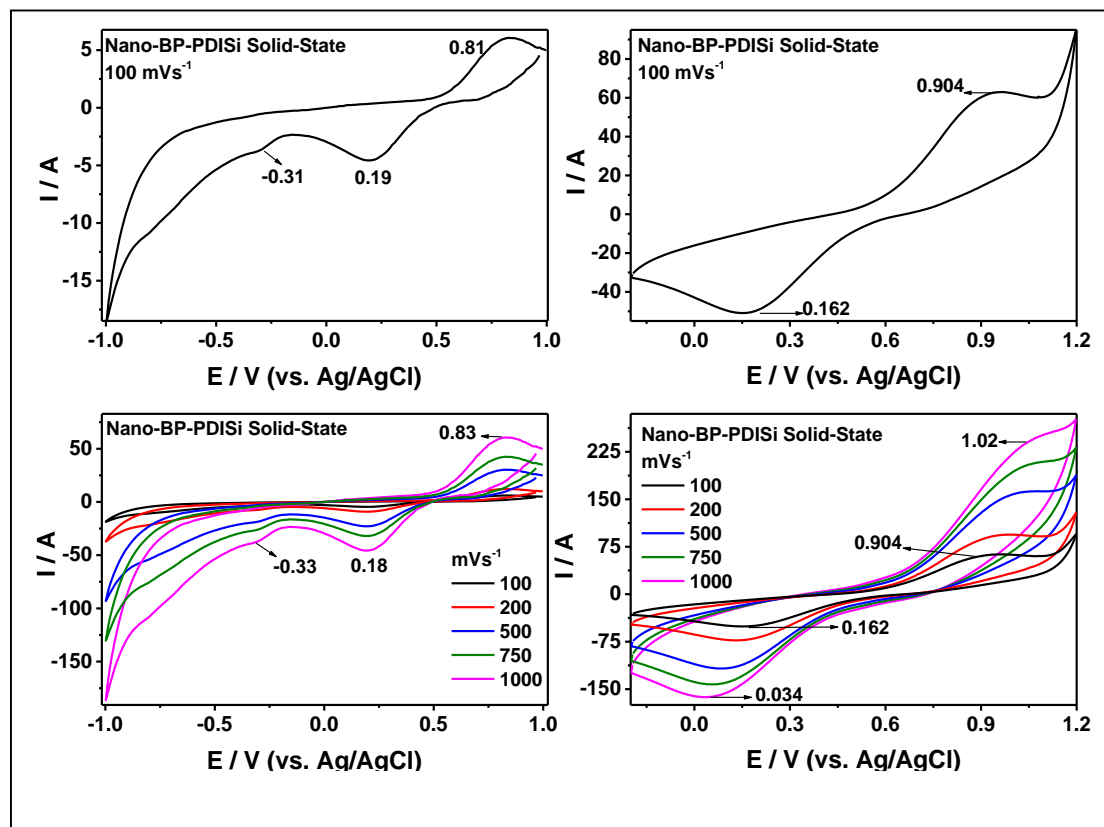 Nano-BP-PDISi Solid-State
100 mVs⁻¹
0.81
-0.31
0.19
5
0
-5
-10
-15
I / A
-1.0 -0.5 0.0 0.5 1.0
E / V (vs. Ag/AgCl)
Nano-BP-PDISi Solid-State
100 mVs⁻¹
0.904
0.162
80
60
40
20
0
-20
-40
I / A
0.0 0.3 0.6 0.9 1.2
E / V (vs. Ag/AgCl)
Nano-BP-PDISi Solid-State
0.83
-0.33
0.18
mVs⁻¹
100
200
500
750
1000
50
0
-50
-100
-150
I / A
-1.0 -0.5 0.0 0.5 1.0
E / V (vs. Ag/AgCl)
Nano-BP-PDISi Solid-State
mVs⁻¹
100
200
500
750
1000
1.02
0.904
0.162
0.034
225
150
75
0
-75
-150
I / A
0.0 0.3 0.6 0.9 1.2
E / V (vs. Ag/AgCl)